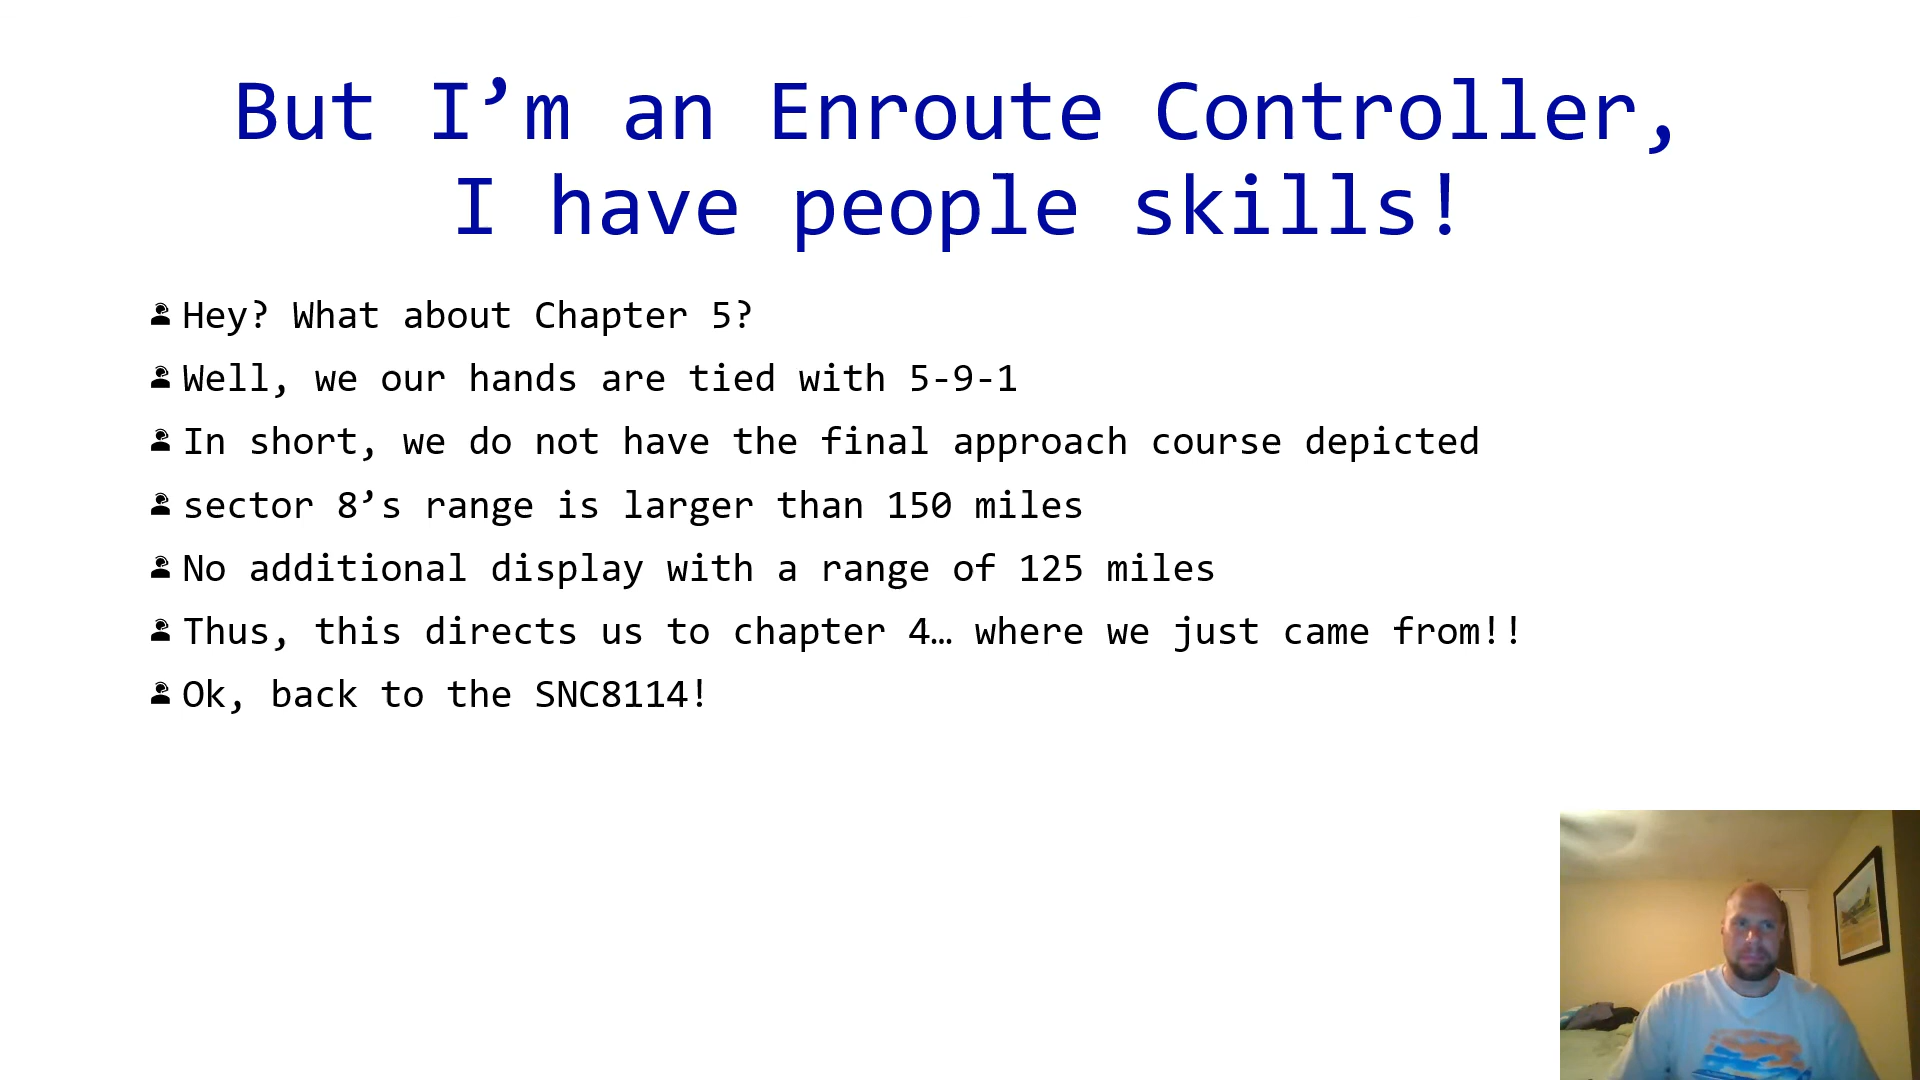 But I’m an Enroute Controller,
I have people skills!
Hey? What about Chapter 5?
Well, we our hands are tied with 5-9-1
In short, we do not have the final approach course depicted
sector 8’s range is larger than 150 miles
No additional display with a range of 125 miles
Thus, this directs us to chapter 4… where we just came from!!
Ok, back to the SNC8114!